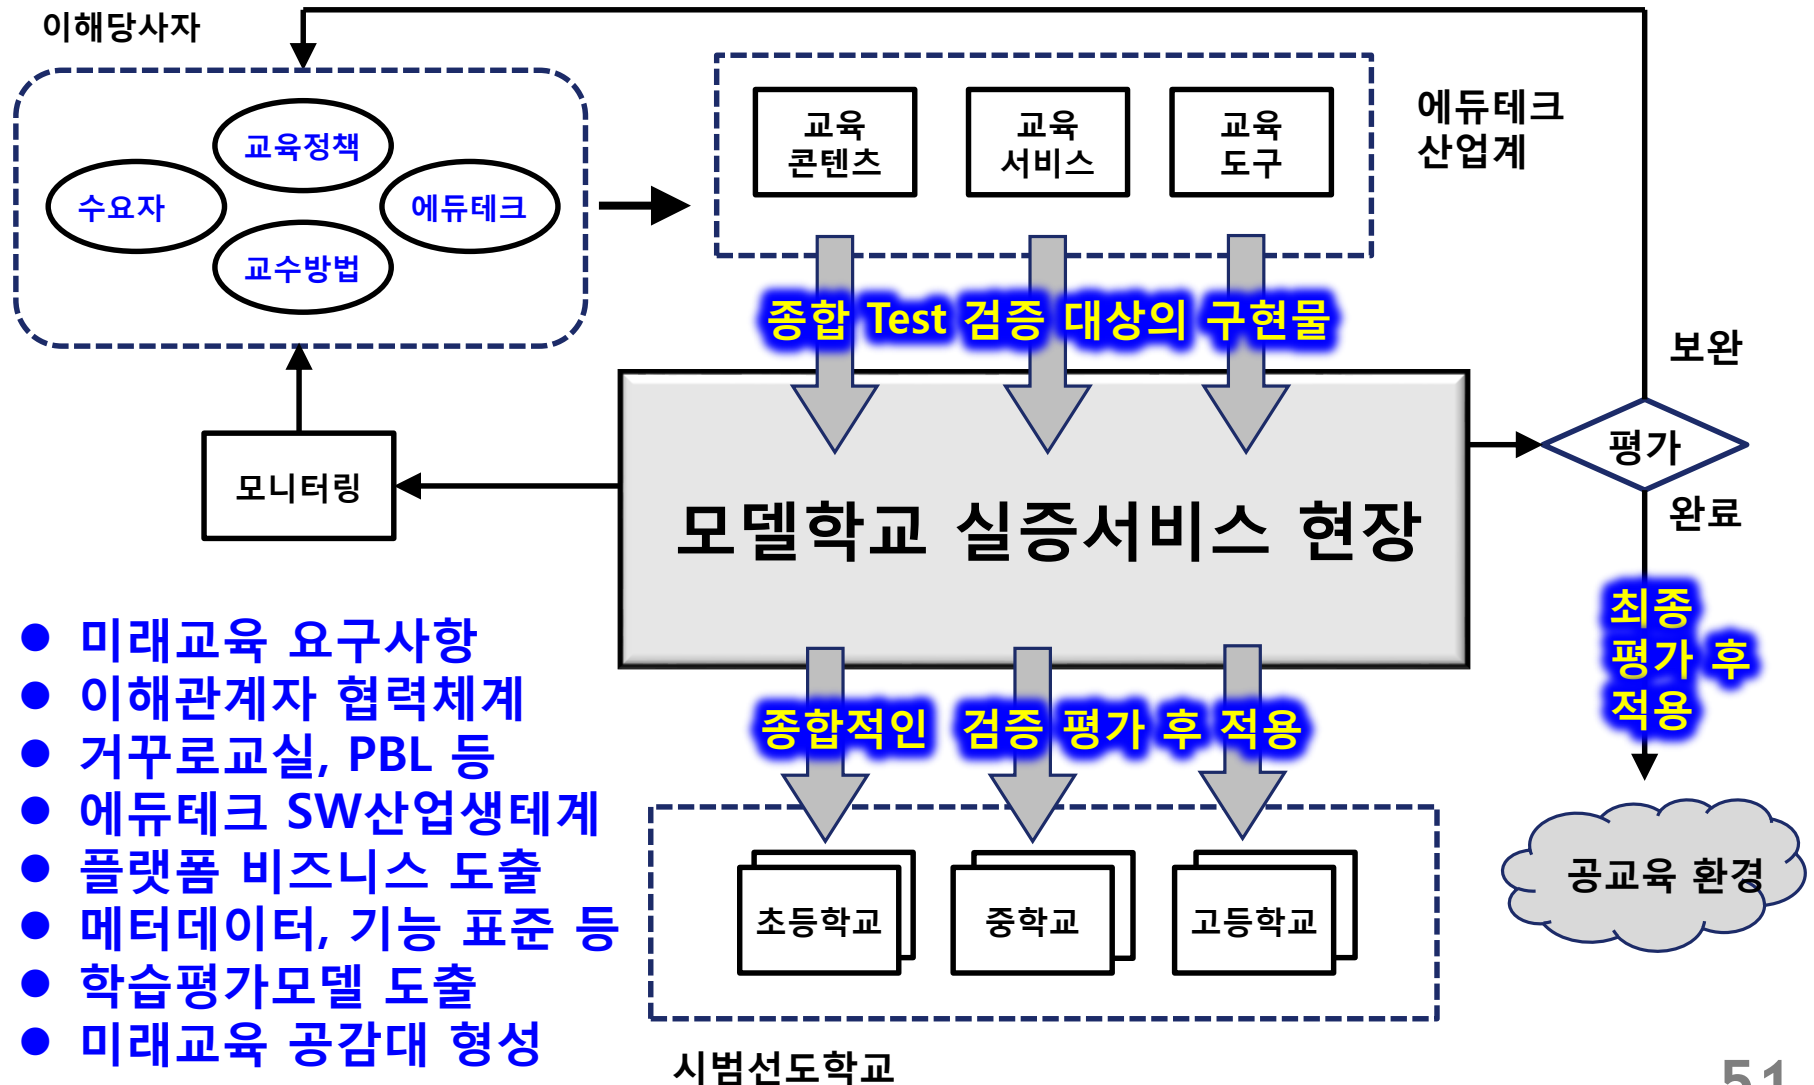 이해당사자
교육정책
수요자
에듀테크
교수방법
교육
콘텐츠
교육
서비스
교육
도구
에듀테크
산업계
종합 Test 검증 대상의 구현물
보완
평가
완료
모니터링
모델학교 실증서비스 현장
최종
평가 후
적용
종합적인 검증 평가 후 적용
● 미래교육 요구사항
● 이해관계자 협력체계
● 거꾸로교실, PBL 등
● 에듀테크 SW산업생테계
● 플랫폼 비즈니스 도출
● 메터데이터, 기능 표준 등
● 학습평가모델 도출
● 미래교육 공감대 형성
초등학교
중학교
고등학교
공교육 환경
시범선도학교
51